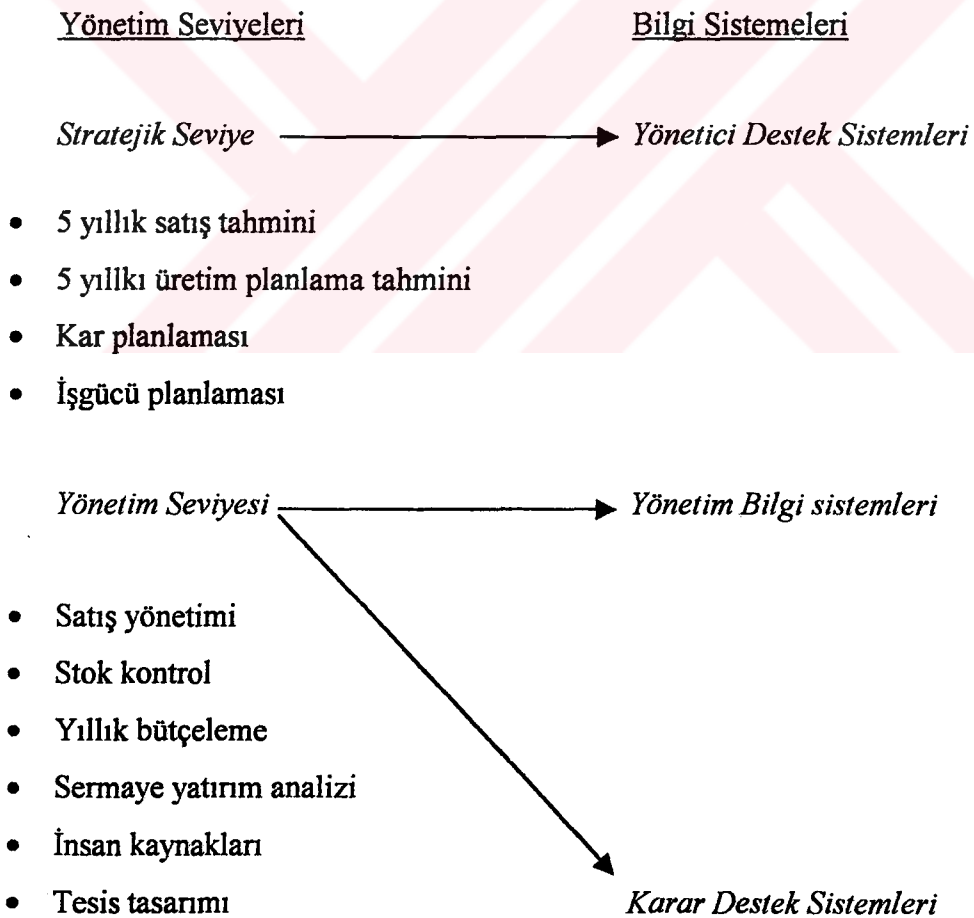 Yönetim Seviyeleri Bilgi Sistemeleri
Stratejik Seviye Yönetici Destek Sistemleri
• 5 yıllık satış tahmini
• 5 yıllkı üretim planlama tahmini
• Kar planlaması
• İşgücü planlaması
Yönetim Seviyesi Yönetim Bilgi sistemleri
• Satış yönetimi
• Stok kontrol
• Yıllık bütçeleme
• Sermaye yatırım analizi
• İnsan kaynakları
• Tesis tasarımı Karar Destek Sistemleri